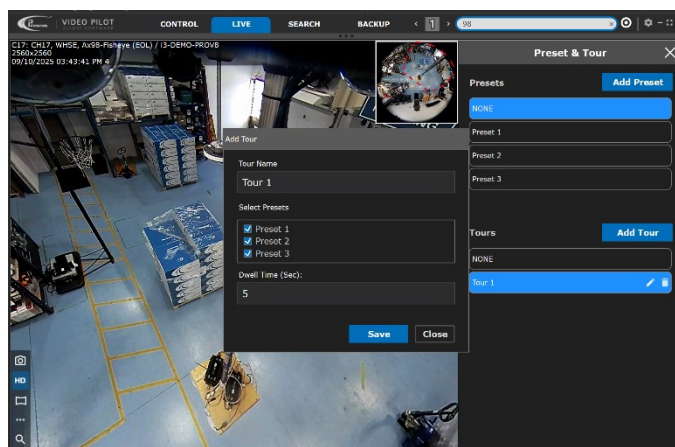 VIDEO PILOT
CONTROL
LIVE
SEARCH
BACKUP
1
98
C17: CH17, WHSE, Ax98-Fisheye (EOL) / I3-DEMO-PROVB
2560x2560
09/10/2025 03:43:41 PM 4
Preset & Tour
Presets
Add Preset
NONE
Preset 1
Preset 2
Preset 3
Tours
Add Tour
NONE
Tour 1
Add Tour
Tour Name
Tour 1
Select Presets
Preset 1
Preset 2
Preset 3
Dwell Time (Sec):
5
Save
Close
HD